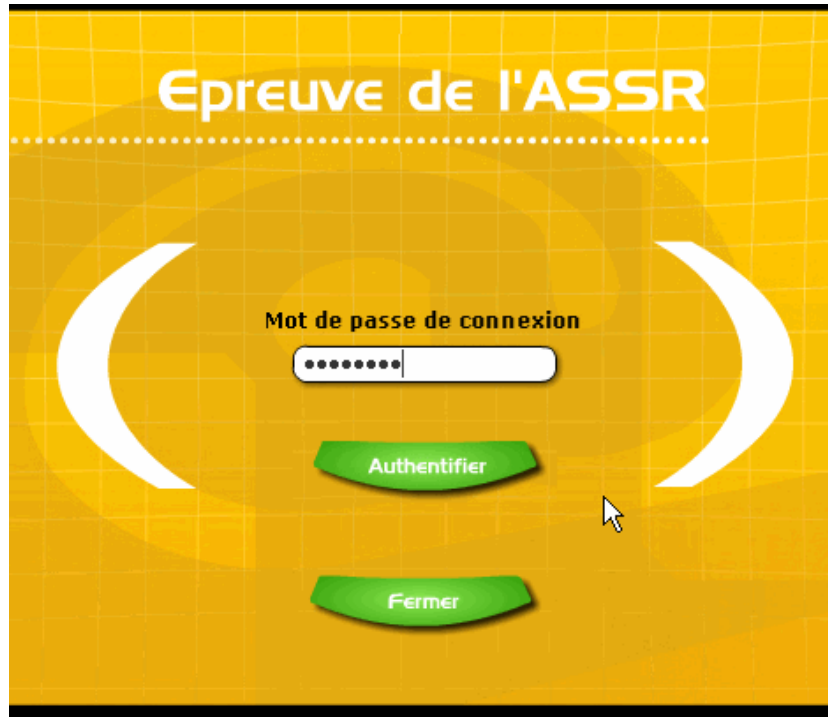 Epreuve de l'ASSR
Mot de passe de connexion
••••••••
Authentifier
Fermer